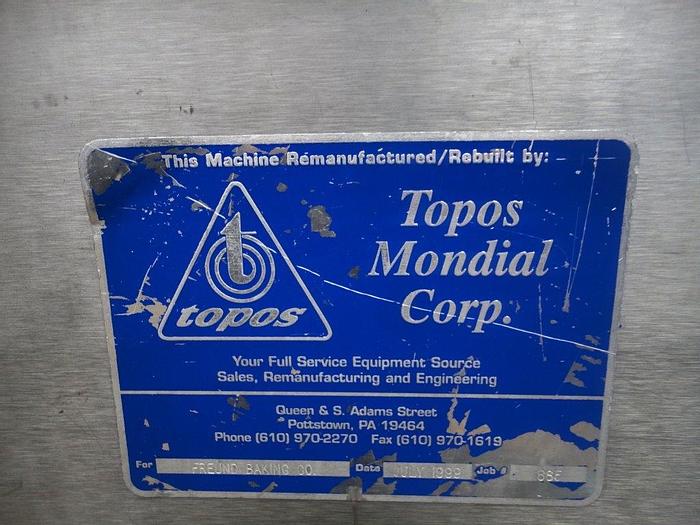 This Machine Remanufactured/Rebuilt by:
t
topos
Topos
Mondial
Corp.
Your Full Service Equipment Source
Sales, Remanufacturing and Engineering
Queen & S. Adams Street
Pottstown, PA 19464
Phone (610) 970-2270 Fax (610) 970-1619
For FREUND BAKING CO. Date JULY 1999 Job #